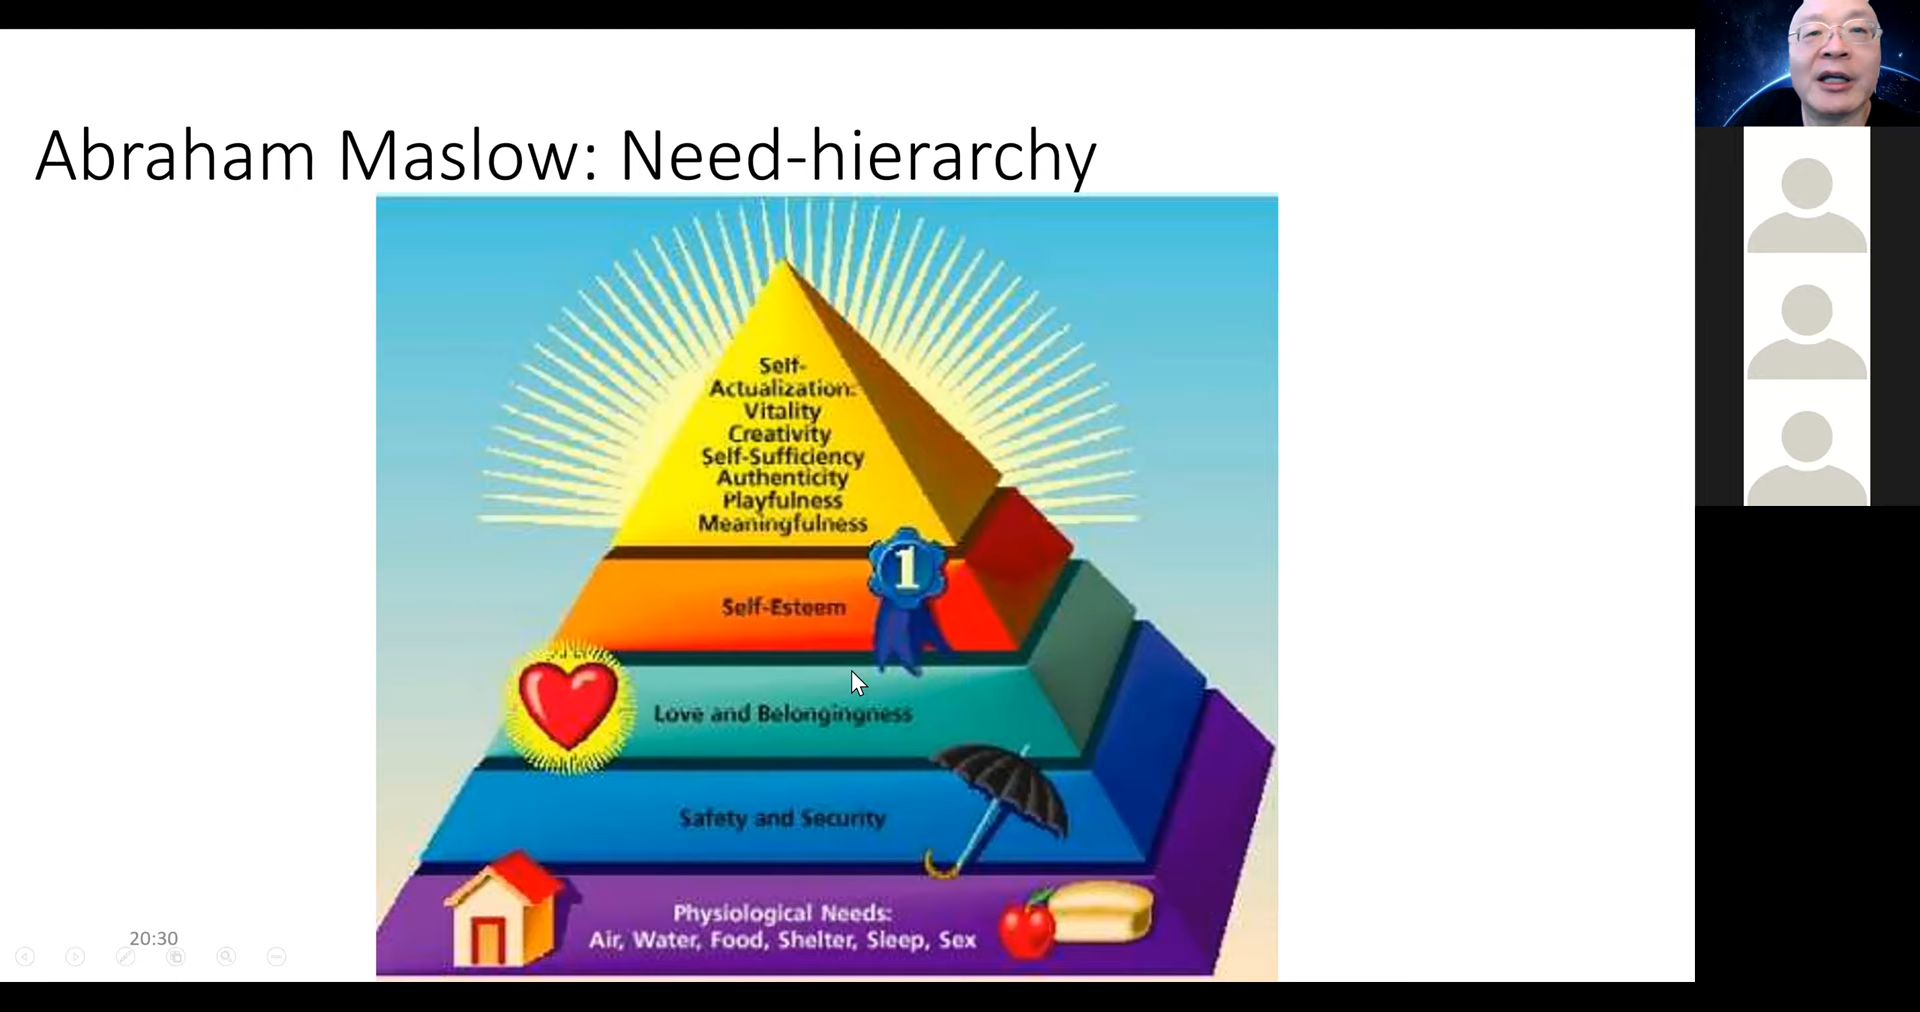 Abraham Maslow: Need-hierarchy
Self-
Actualization:
Vitality
Creativity
Self-Sufficiency
Authenticity
Playfulness
Meaningfulness
1
Self-Esteem
Love and Belongingness
Safety and Security
Physiological Needs:
Air, Water, Food, Shelter, Sleep, Sex
20:30